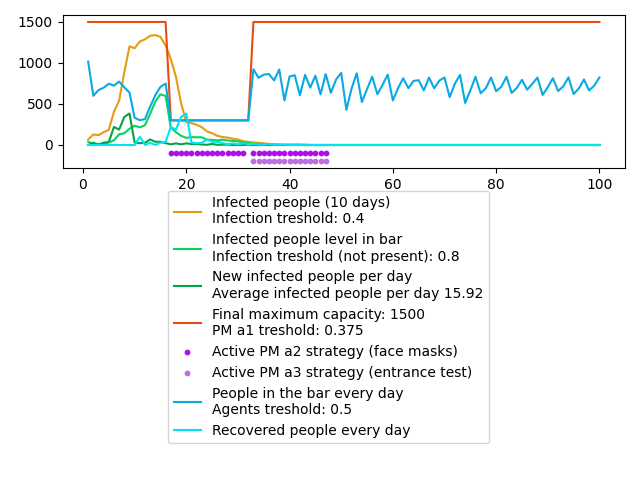 1500
1000
500
0
0 20 40 60 80 100
Infected people (10 days)
Infection treshold: 0.4
Infected people level in bar
Infection treshold (not present): 0.8
New infected people per day
Average infected people per day 15.92
Final maximum capacity: 1500
PM a1 treshold: 0.375
Active PM a2 strategy (face masks)
Active PM a3 strategy (entrance test)
People in the bar every day
Agents treshold: 0.5
Recovered people every day